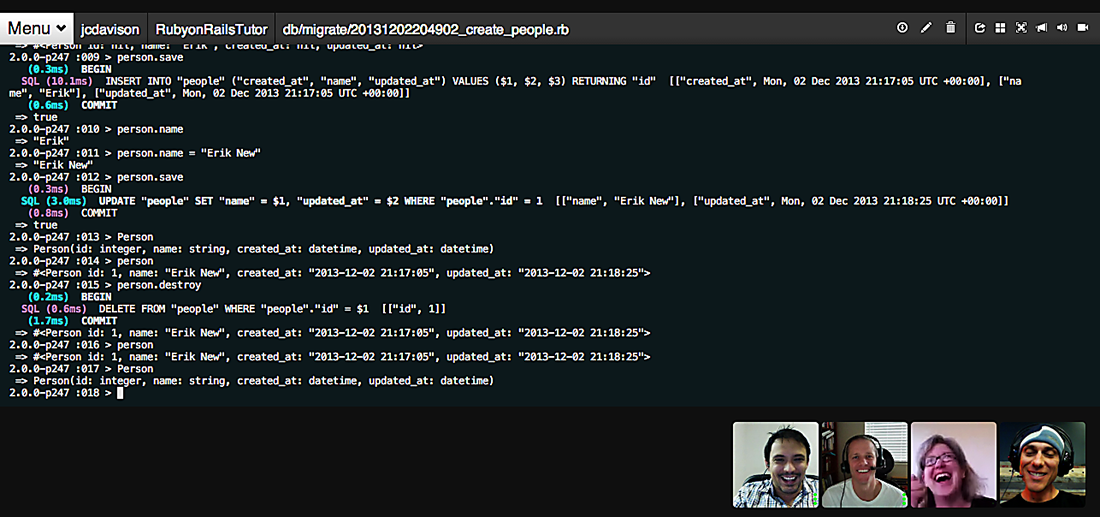 Menu jcdavison RubyonRailsTutor db/migrate/20131202204902_create_people.rb
=> #<Person id: nil, name: "Erik", created_at: nil, updated_at: nil>
2.0.0-p247 :009 > person.save
(0.3ms) BEGIN
SQL (10.1ms) INSERT INTO "people" ("created_at", "name", "updated_at") VALUES ($1, $2, $3) RETURNING "id" [["created_at", Mon, 02 Dec 2013 21:17:05 UTC +00:00], ["na
me", "Erik"], ["updated_at", Mon, 02 Dec 2013 21:17:05 UTC +00:00]]
(0.6ms) COMMIT
=> true
2.0.0-p247 :010 > person.name
=> "Erik"
2.0.0-p247 :011 > person.name = "Erik New"
=> "Erik New"
2.0.0-p247 :012 > person.save
(0.3ms) BEGIN
SQL (3.0ms) UPDATE "people" SET "name" = $1, "updated_at" = $2 WHERE "people"."id" = 1 [["name", "Erik New"], ["updated_at", Mon, 02 Dec 2013 21:18:25 UTC +00:00]]
(0.8ms) COMMIT
=> true
2.0.0-p247 :013 > Person
=> Person(id: integer, name: string, created_at: datetime, updated_at: datetime)
2.0.0-p247 :014 > person
=> #<Person id: 1, name: "Erik New", created_at: "2013-12-02 21:17:05", updated_at: "2013-12-02 21:18:25">
2.0.0-p247 :015 > person.destroy
(0.2ms) BEGIN
SQL (0.6ms) DELETE FROM "people" WHERE "people"."id" = $1 [["id", 1]]
(1.7ms) COMMIT
=> #<Person id: 1, name: "Erik New", created_at: "2013-12-02 21:17:05", updated_at: "2013-12-02 21:18:25">
2.0.0-p247 :016 > person
=> #<Person id: 1, name: "Erik New", created_at: "2013-12-02 21:17:05", updated_at: "2013-12-02 21:18:25">
2.0.0-p247 :017 > Person
=> Person(id: integer, name: string, created_at: datetime, updated_at: datetime)
2.0.0-p247 :018 >